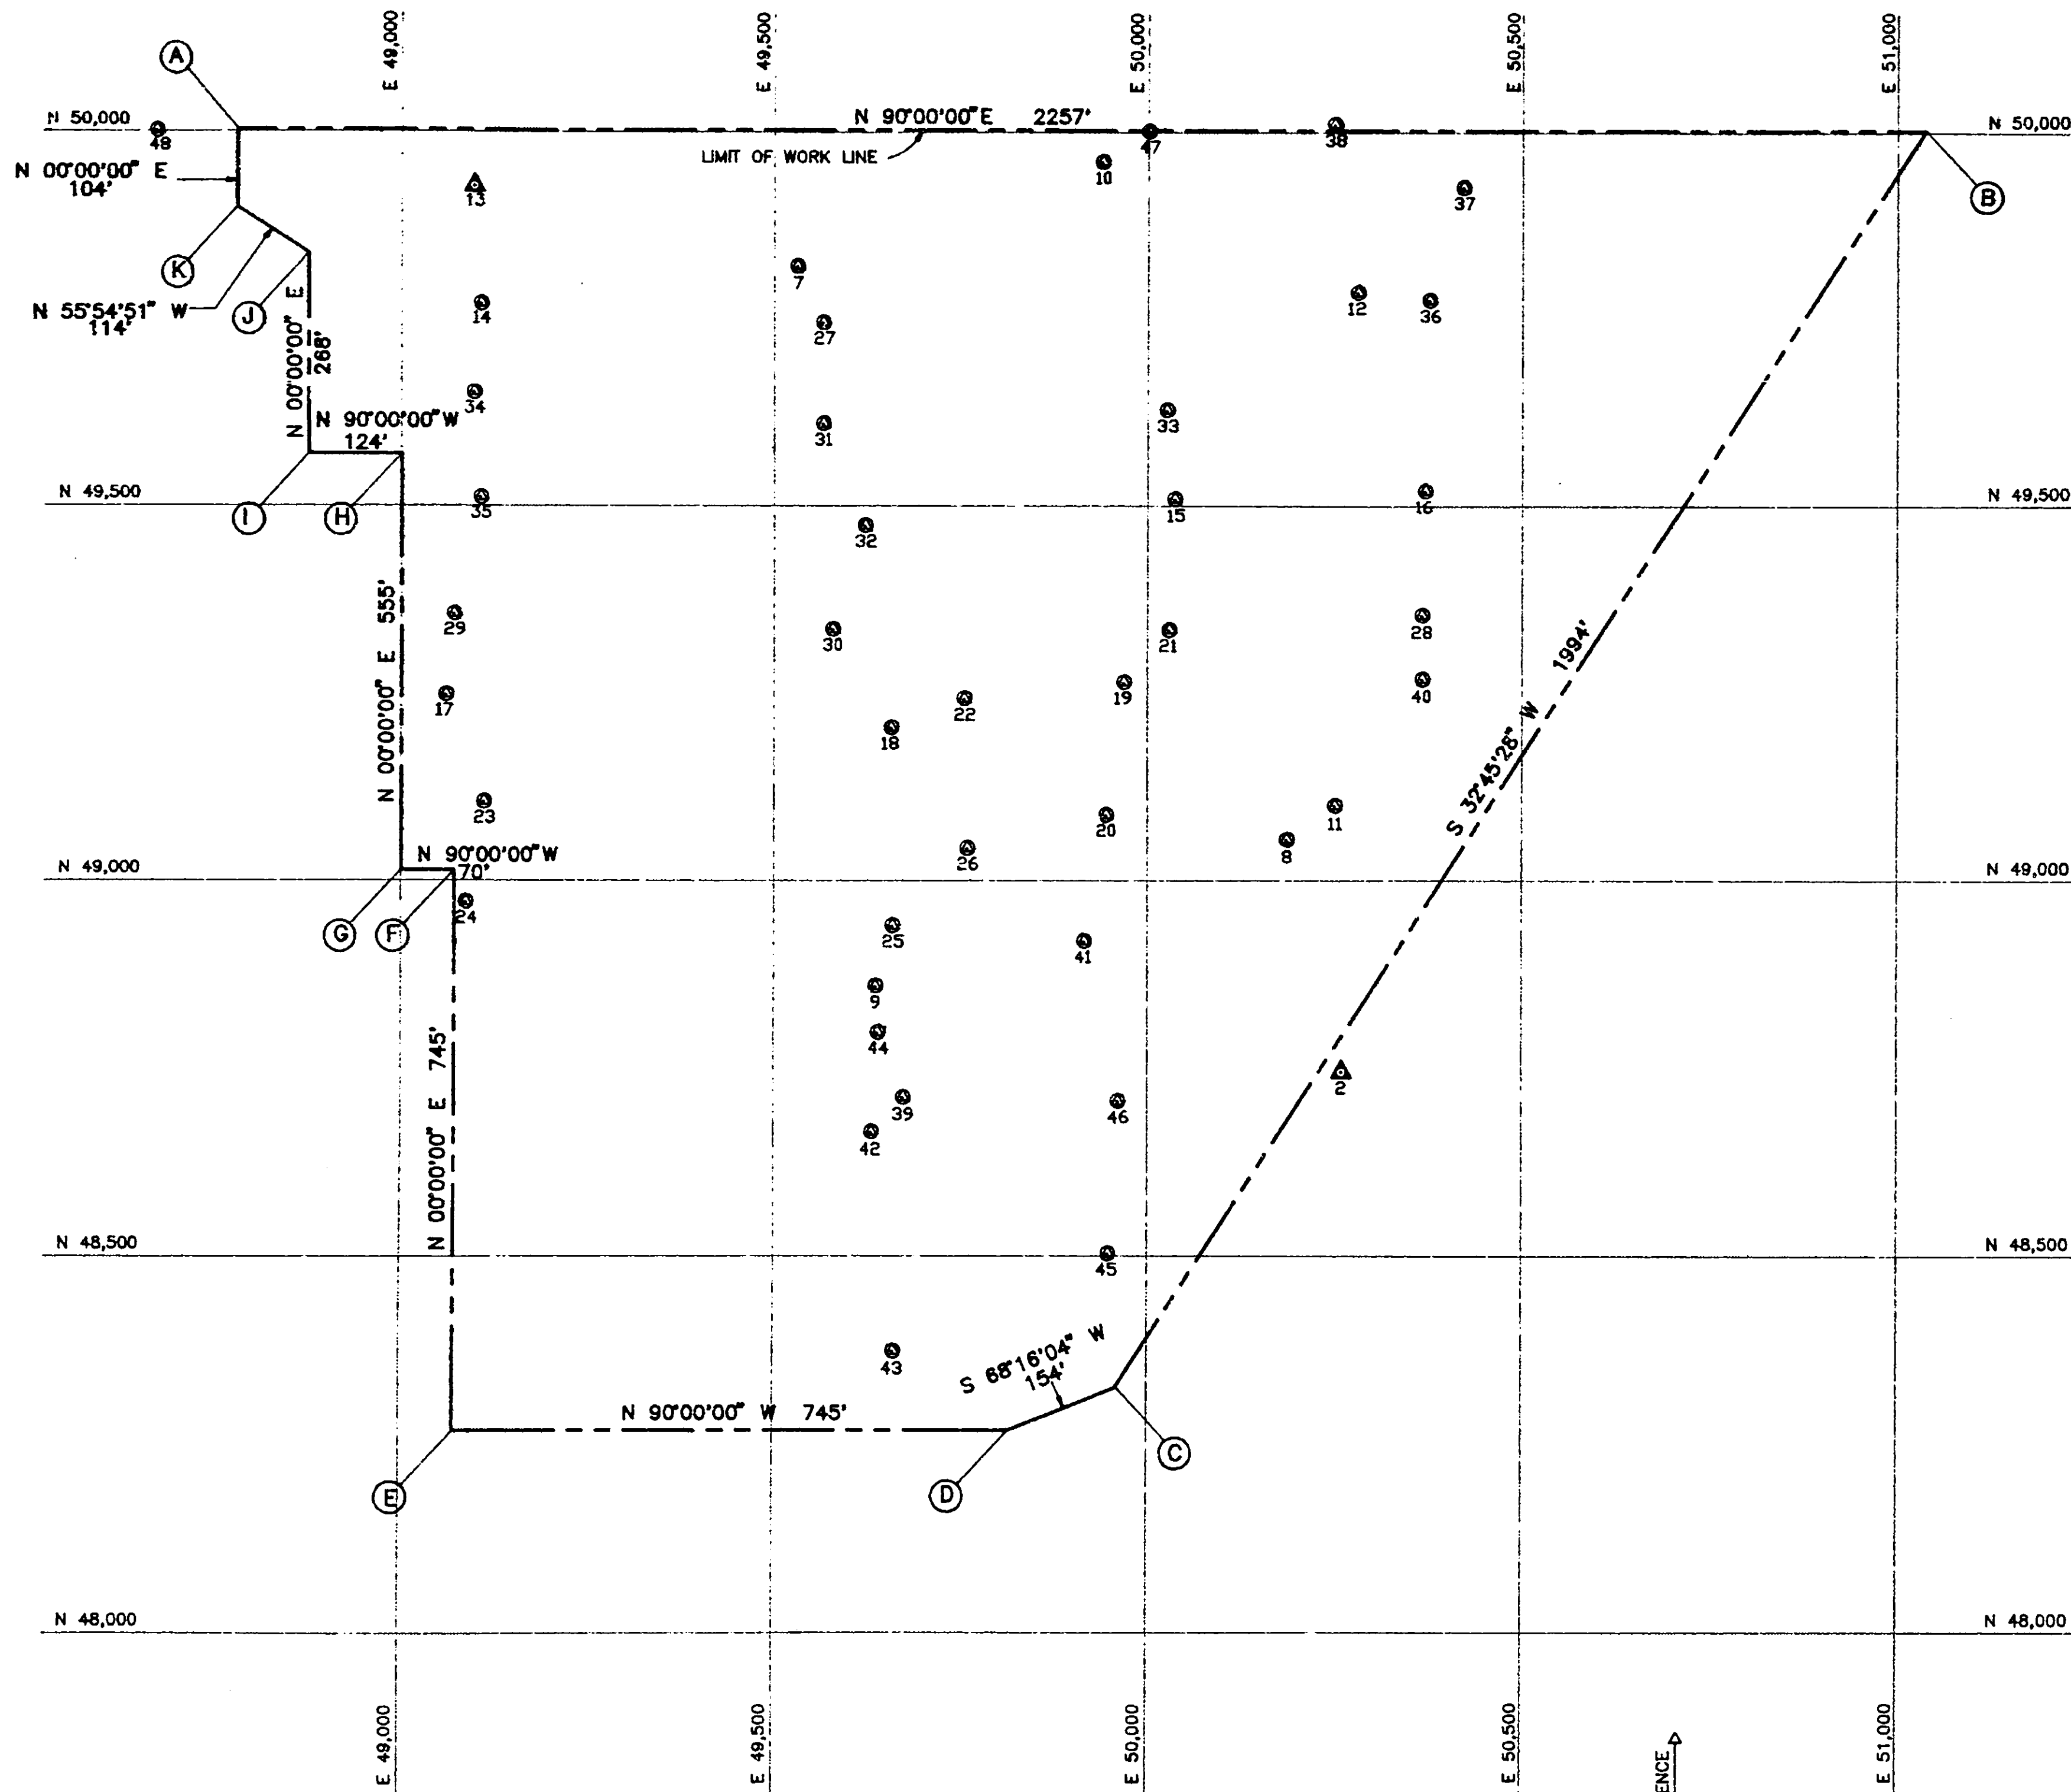 E 49,000
E 49,500
E 50,000
E 50,500
E 51,000
A
N 50,000
48
N 90°00'00" E 2257'
LIMIT OF WORK LINE
47
38
N 50,000
N 00°00'00" E
104'
13
10
37
B
K
7
N 55°54'51" W
114'
J
14
27
12
36
N 00°00'00" E
268'
34
N 90°00'00" W
124'
31
33
N 49,500
I
H
35
32
15
16
N 49,500
N 00°00'00" E 555'
29
30
21
28
1994'
17
22
19
40
18
S 32°45'28" W
23
20
11
N 90°00'00" W
70'
26
8
N 49,000
N 49,000
24
G
F
25
41
9
N 00°00'00" E 745'
44
2
39
46
42
N 48,500
45
N 48,500
43
S 68°16'04" W
154'
N 90°00'00" W 745'
C
E
D
N 48,000
N 48,000
E 49,000
E 49,500
E 50,000
E 50,500
ENCE
E 51,000